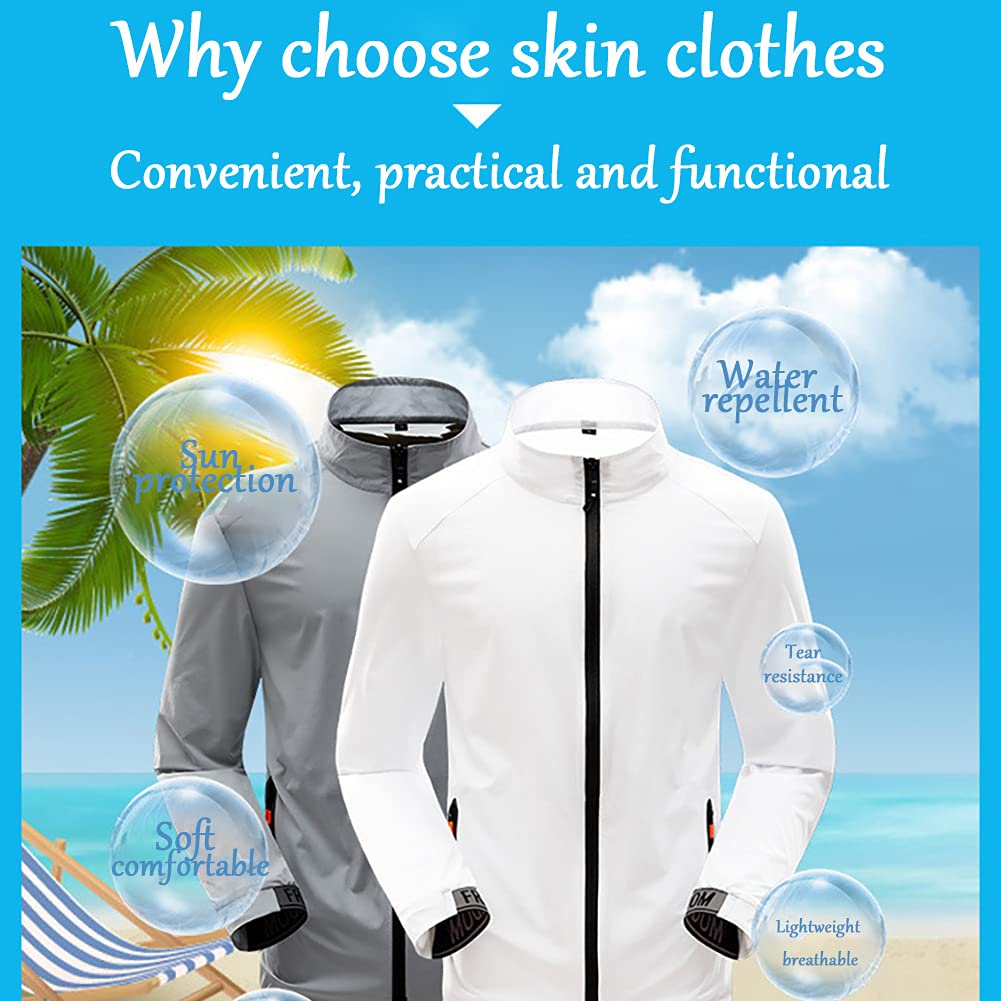 Why choose skin clothes
Convenient, practical and functional
Water
repellent
Sun
protection
Tear
resistance
Soft
comfortable
Lightweight
breathable